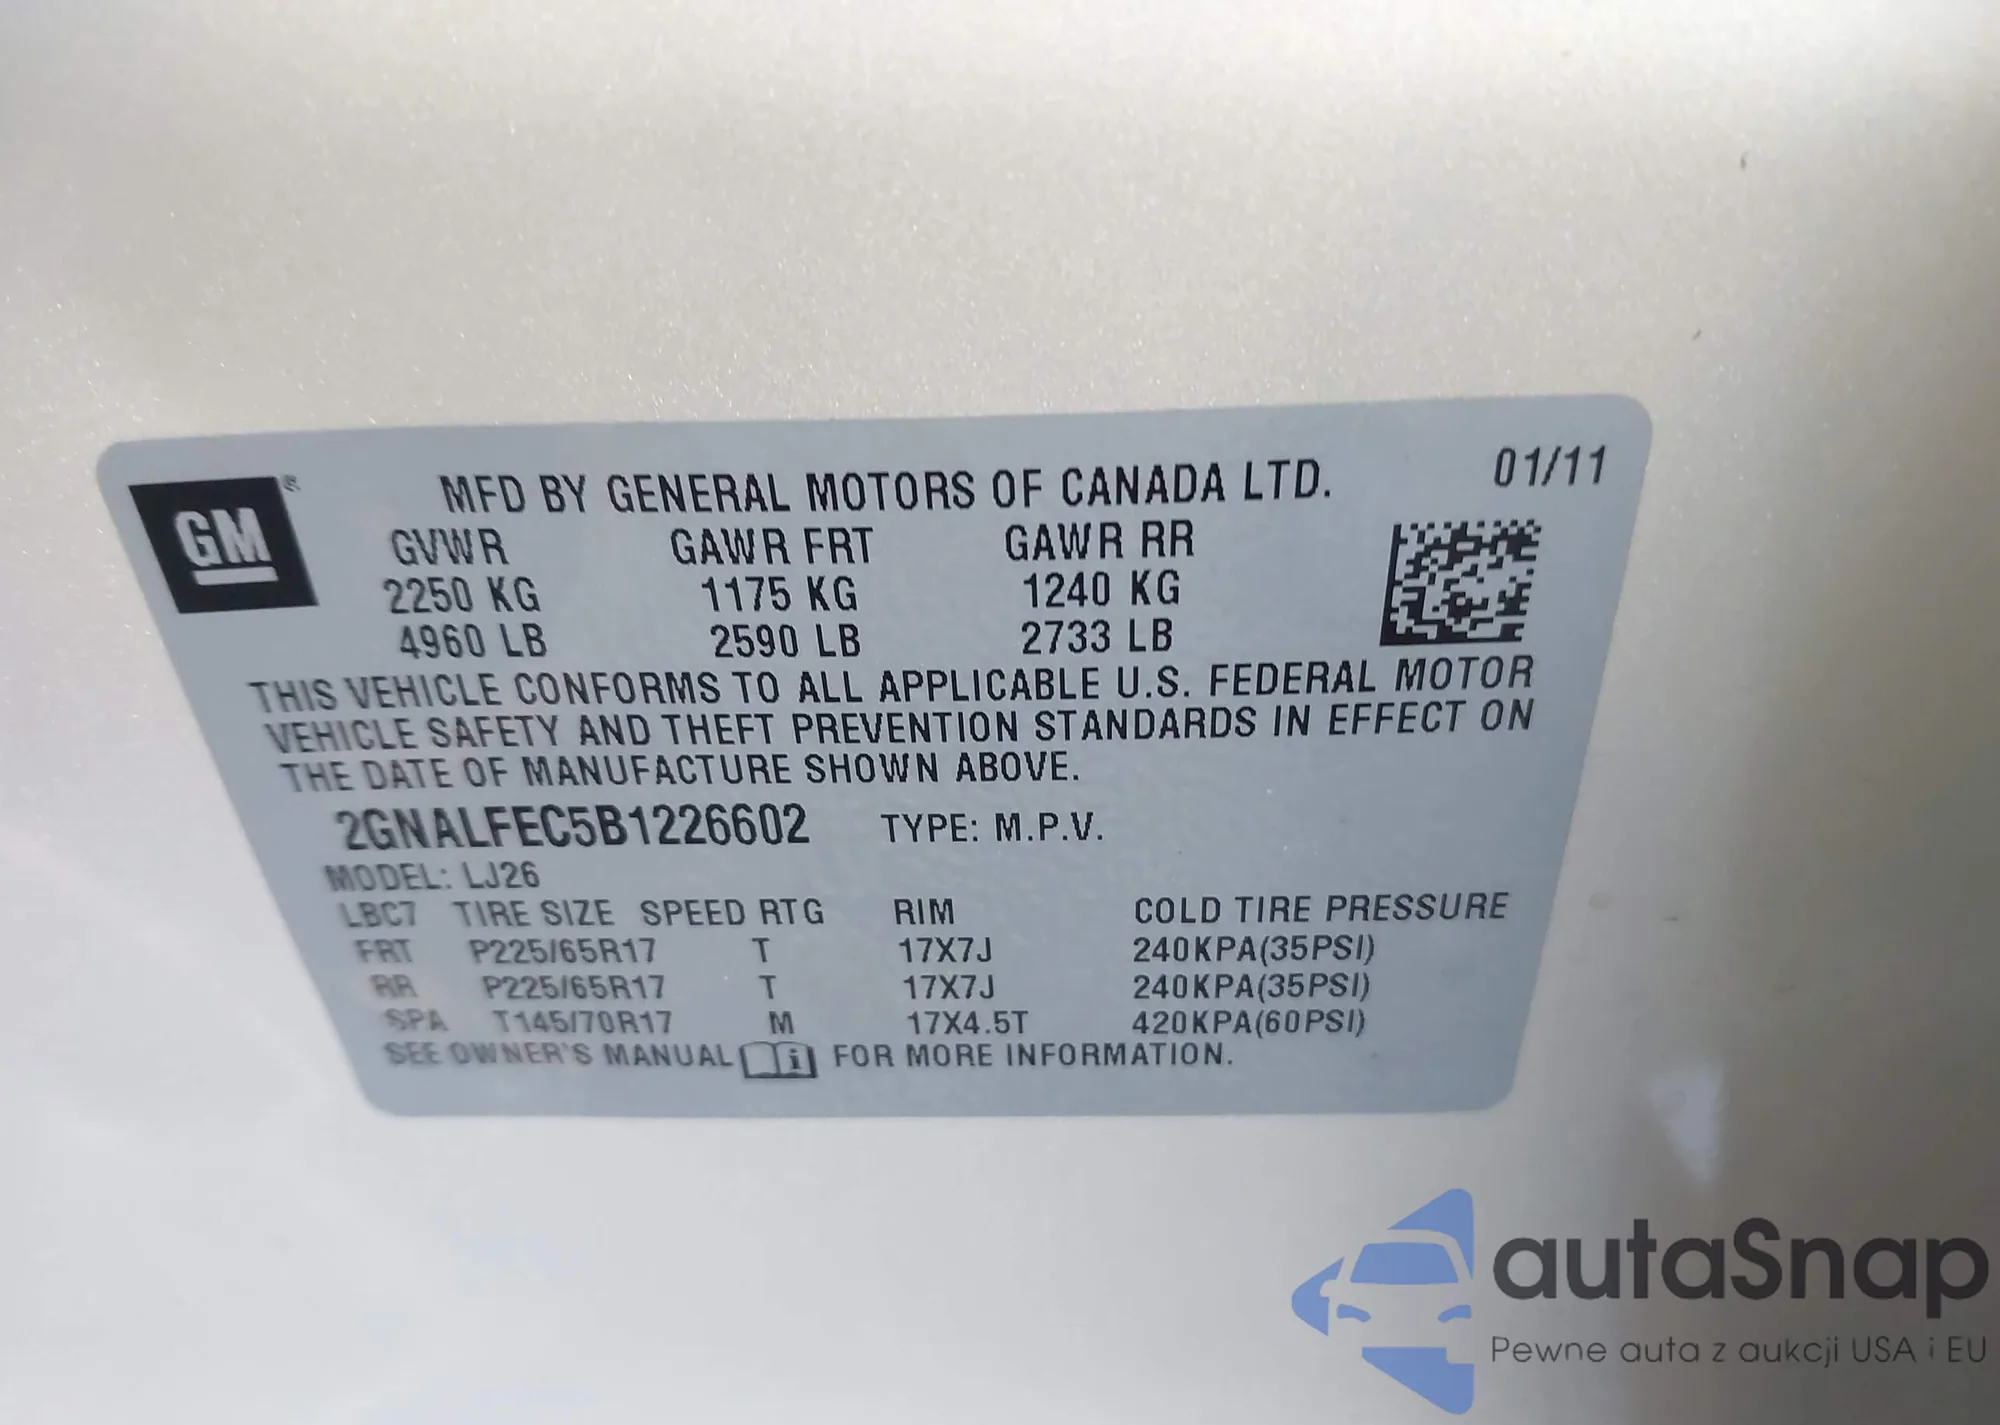 GM ®
MFD BY GENERAL MOTORS OF CANADA LTD. 01/11
GVWR GAWR FRT GAWR RR
2250 KG 1175 KG 1240 KG
4960 LB 2590 LB 2733 LB
THIS VEHICLE CONFORMS TO ALL APPLICABLE U.S. FEDERAL MOTOR
VEHICLE SAFETY AND THEFT PREVENTION STANDARDS IN EFFECT ON
THE DATE OF MANUFACTURE SHOWN ABOVE.
2GNALFEC5B1226602 TYPE: M.P.V.
MODEL: LJ26
LBC7 TIRE SIZE SPEED RTG RIM COLD TIRE PRESSURE
FRT P225/65R17 T 17X7J 240KPA(35PSI)
RR P225/65R17 T 17X7J 240KPA(35PSI)
SPA T145/70R17 M 17X4.5T 420KPA(60PSI)
SEE OWNER'S MANUAL i FOR MORE INFORMATION.
autaSnap
Pewne auta z aukcji USA i EU